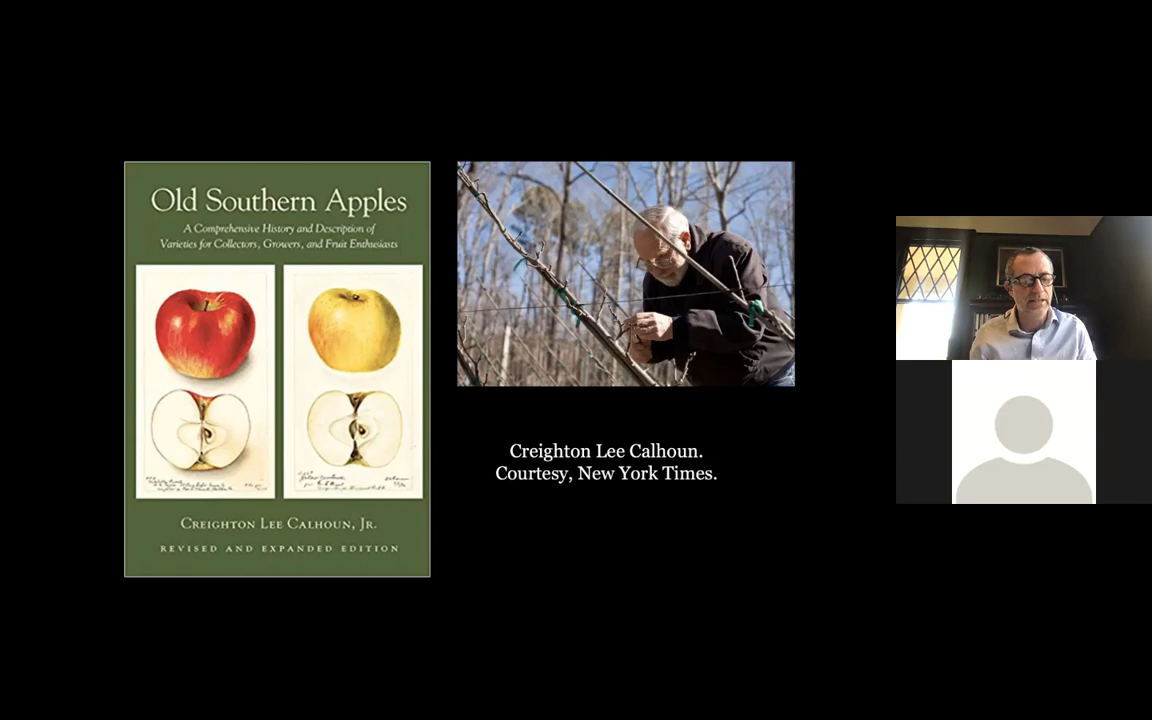 Old Southern Apples
A Comprehensive History and Description of
Varieties for Collectors, Growers, and Fruit Enthusiasts
CREIGHTON LEE CALHOUN, JR.
REVISED AND EXPANDED EDITION
Creighton Lee Calhoun.
Courtesy, New York Times.